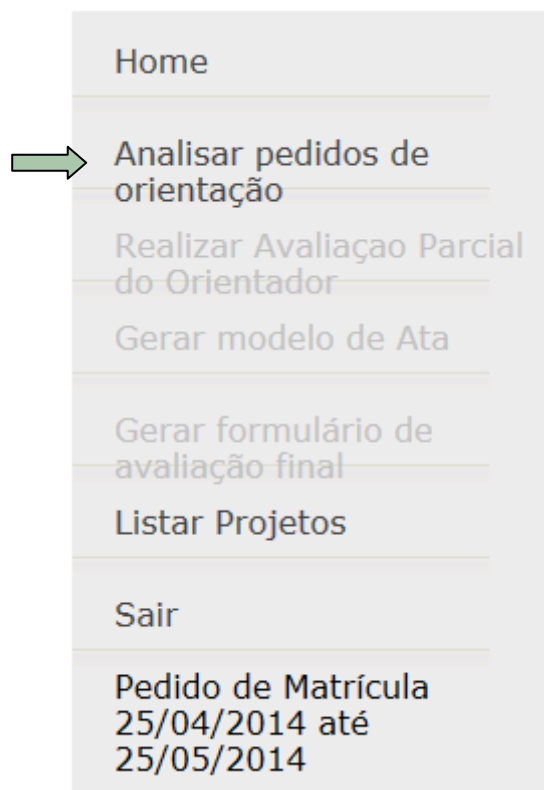 Home
Analisar pedidos de
orientação
Realizar Avaliaçao Parcial
do Orientador
Gerar modelo de Ata
Gerar formulário de
avaliação final
Listar Projetos
Sair
Pedido de Matrícula
25/04/2014 até
25/05/2014